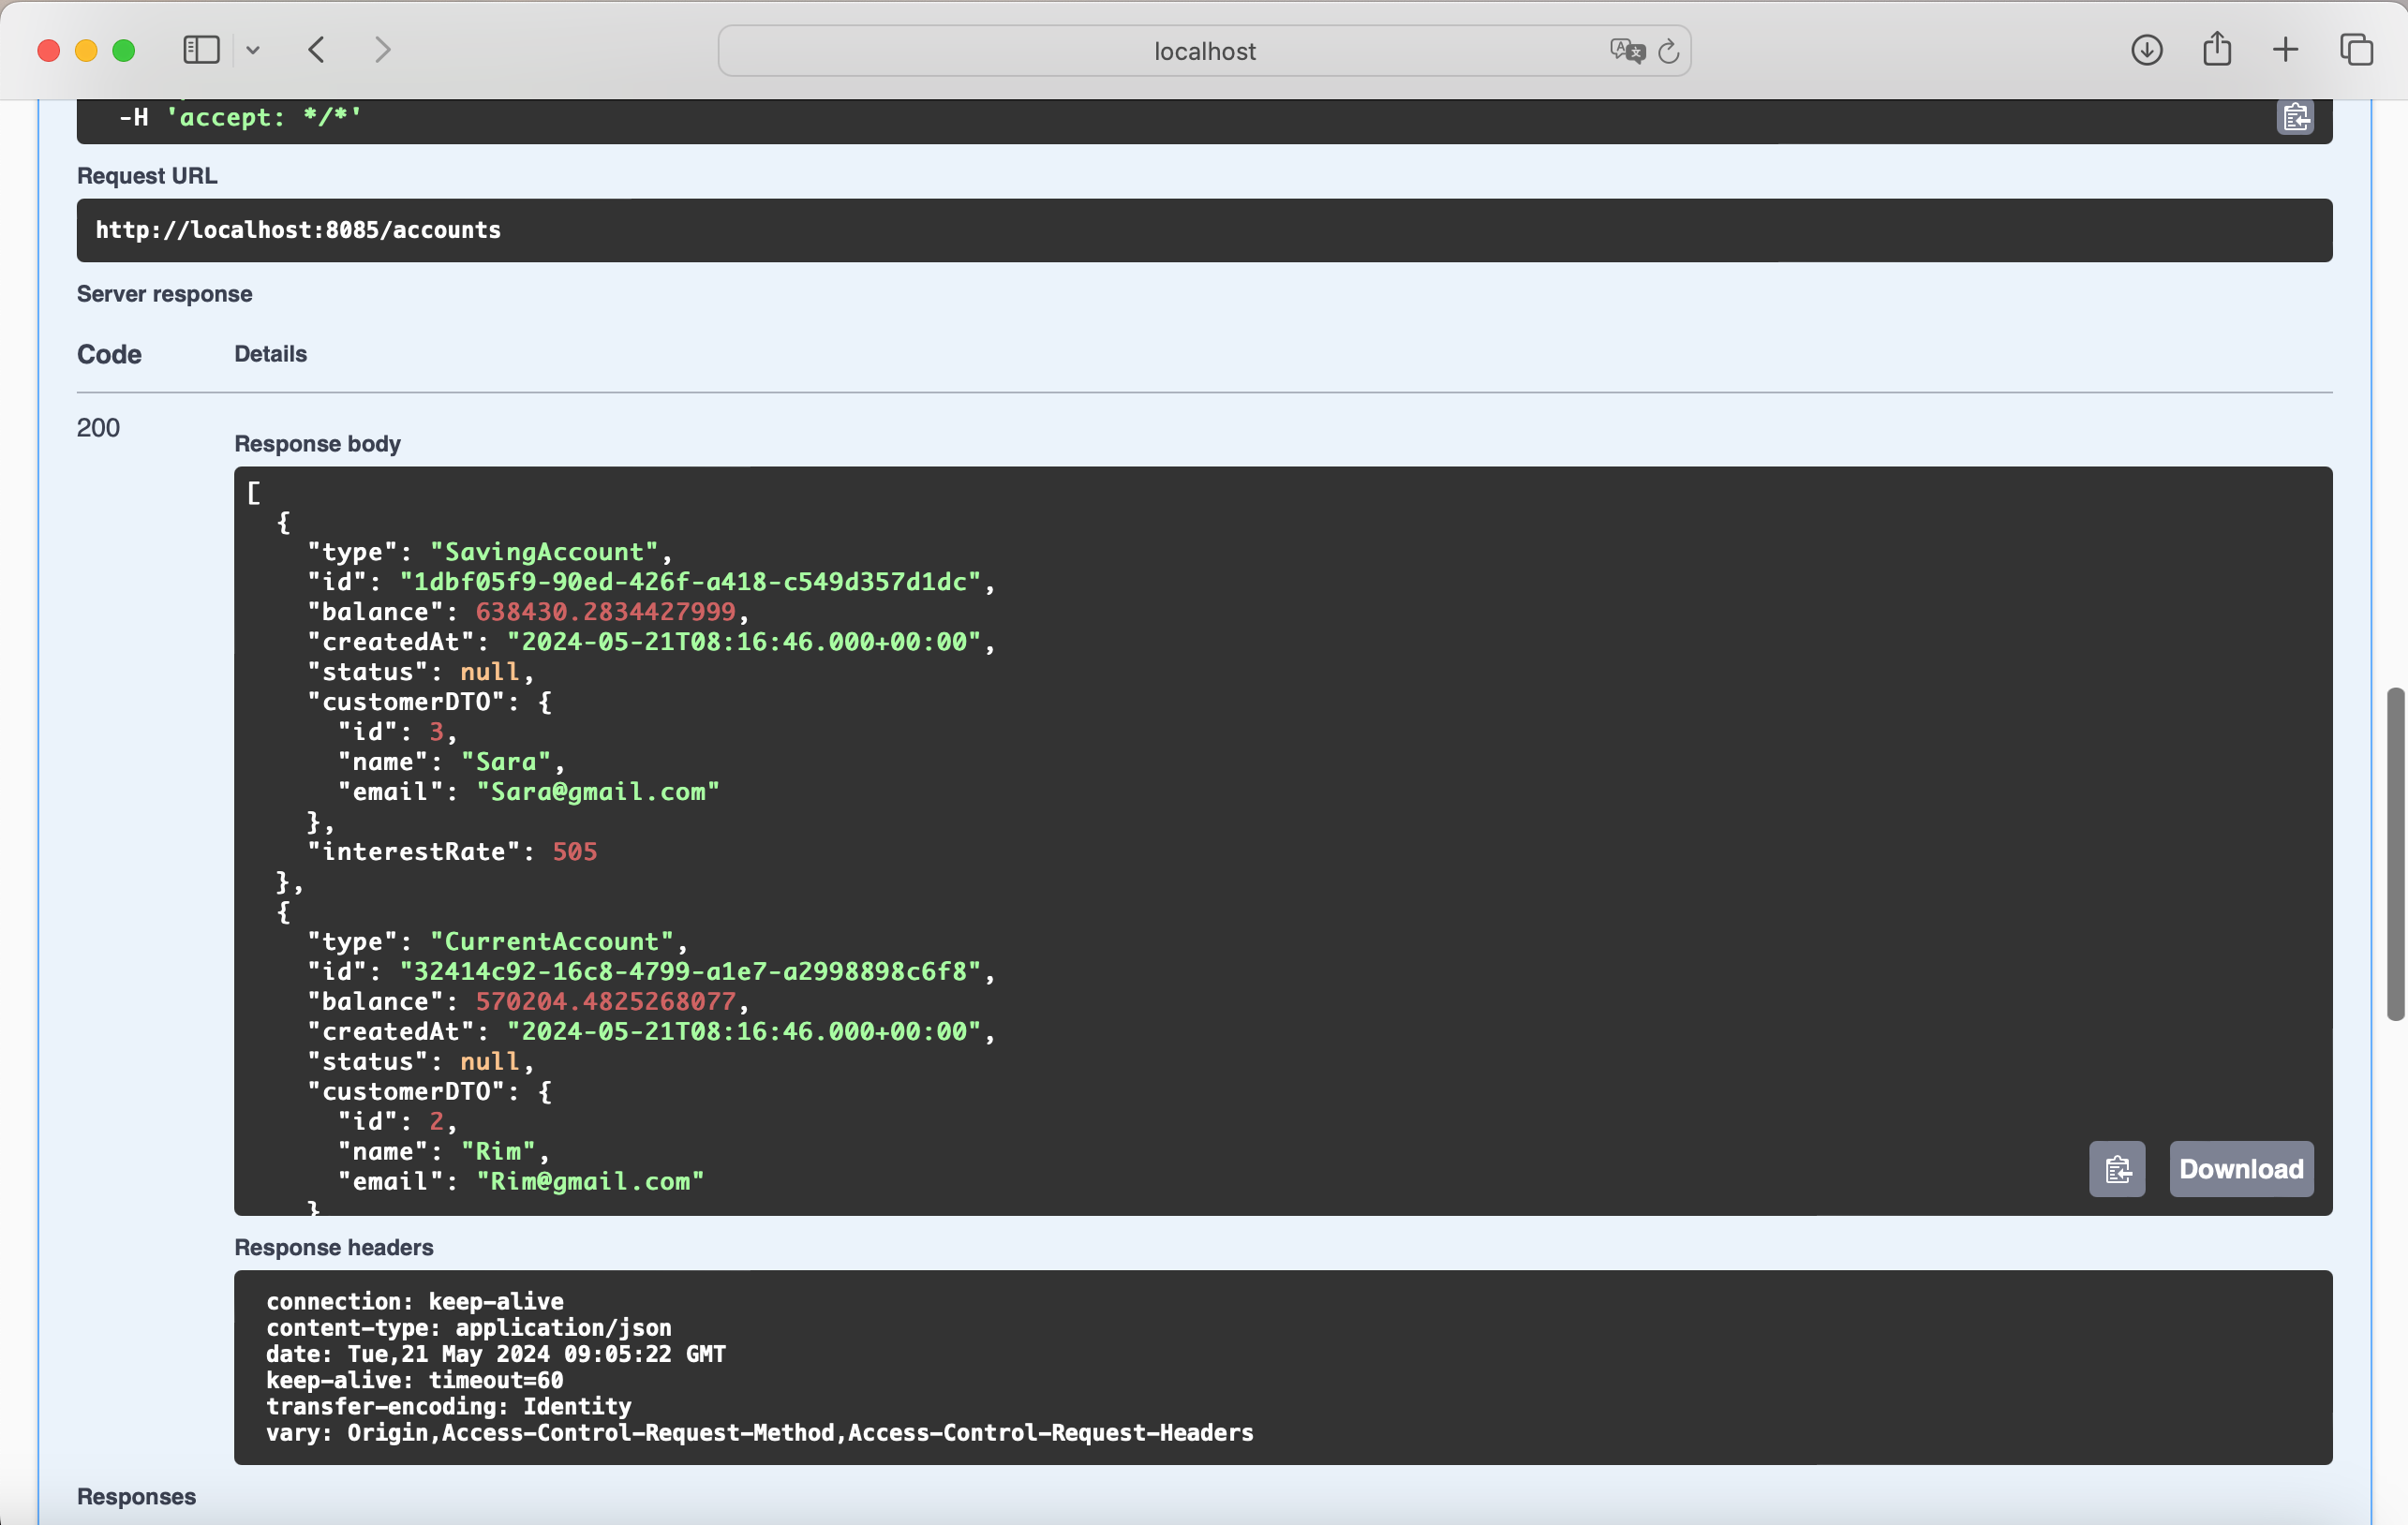 localhost
-H 'accept: */*'
Request URL
http://localhost:8085/accounts
Server response
Code Details
200
Response body
[
  {
    "type": "SavingAccount",
    "id": "1dbf05f9-90ed-426f-a418-c549d357d1dc",
    "balance": 638430.2834427999,
    "createdAt": "2024-05-21T08:16:46.000+00:00",
    "status": null,
    "customerDTO": {
      "id": 3,
      "name": "Sara",
      "email": "Sara@gmail.com"
    },
    "interestRate": 505
  },
  {
    "type": "CurrentAccount",
    "id": "32414c92-16c8-4799-a1e7-a2998898c6f8",
    "balance": 570204.4825268077,
    "createdAt": "2024-05-21T08:16:46.000+00:00",
    "status": null,
    "customerDTO": {
      "id": 2,
      "name": "Rim",
      "email": "Rim@gmail.com"
    }
Download
Response headers
connection: keep-alive
content-type: application/json
date: Tue,21 May 2024 09:05:22 GMT
keep-alive: timeout=60
transfer-encoding: Identity
vary: Origin,Access-Control-Request-Method,Access-Control-Request-Headers
Responses